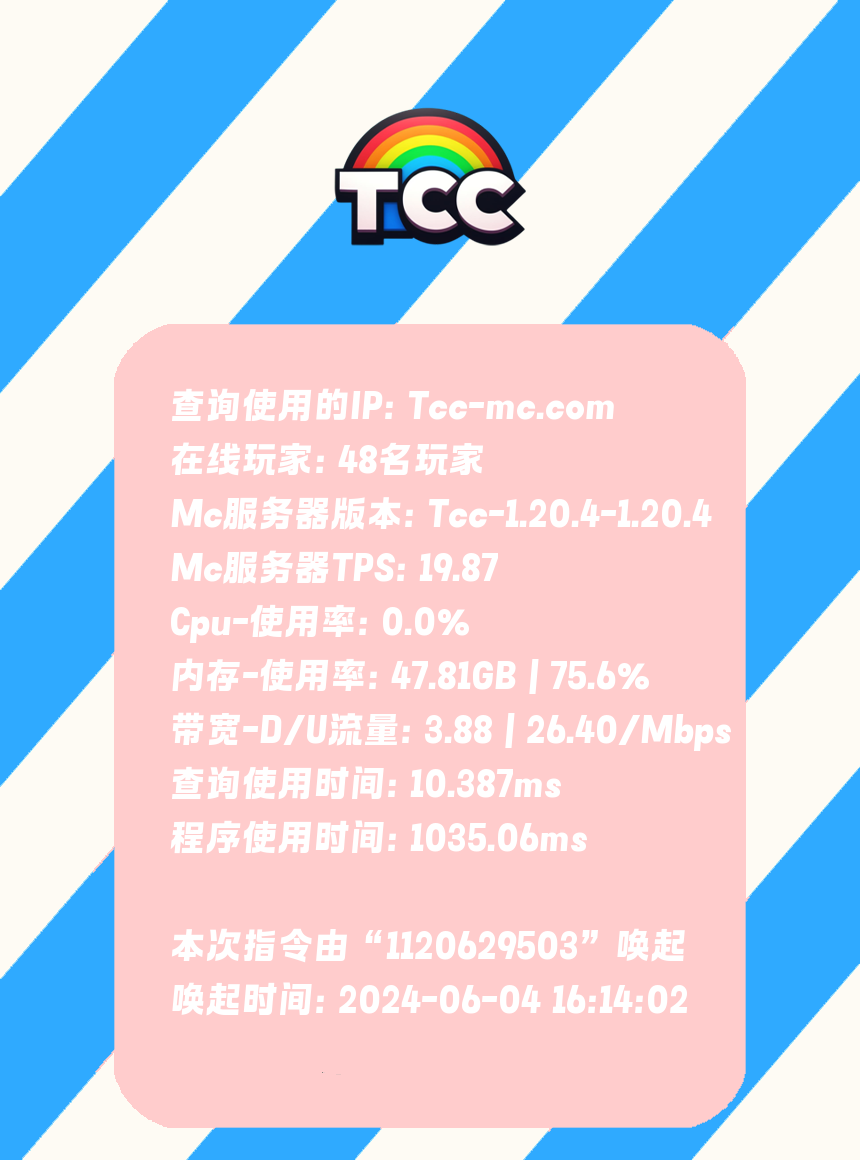 TCC
查询使用的IP: Tcc-mc.com
在线玩家: 48名玩家
Mc服务器版本: Tcc-1.20.4-1.20.4
Mc服务器TPS: 19.87
Cpu-使用率: 0.0%
内存-使用率: 47.81GB | 75.6%
带宽-D/U流量: 3.88 | 26.40/Mbps
查询使用时间: 10.387ms
程序使用时间: 1035.06ms
本次指令由“1120629503”唤起
唤起时间: 2024-06-04 16:14:02